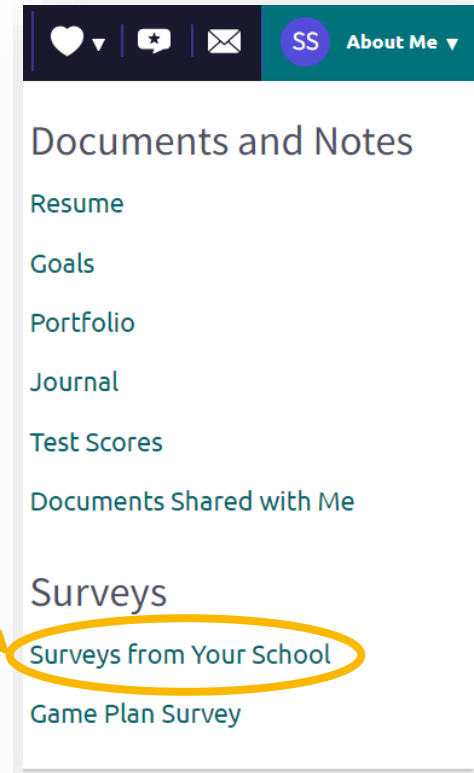 SS About Me
Documents and Notes
Resume
Goals
Portfolio
Journal
Test Scores
Documents Shared with Me
Surveys
Surveys from Your School
Game Plan Survey